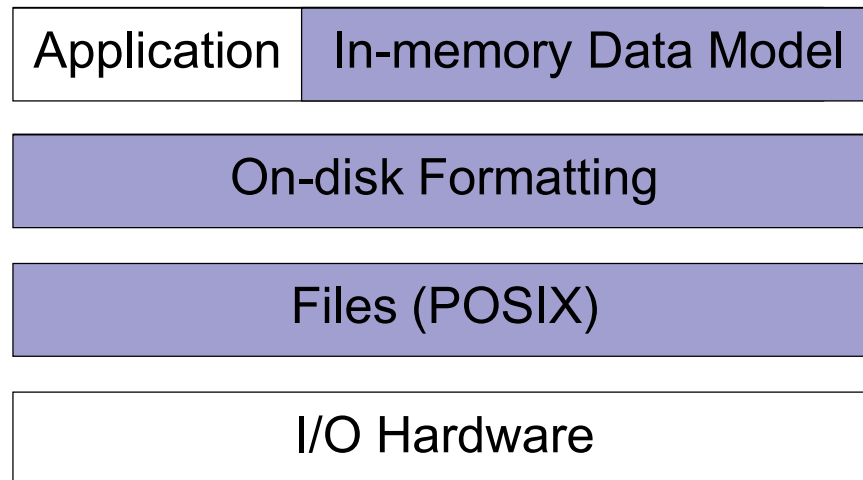 Application In-memory Data Model
On-disk Formatting
Files (POSIX)
I/O Hardware